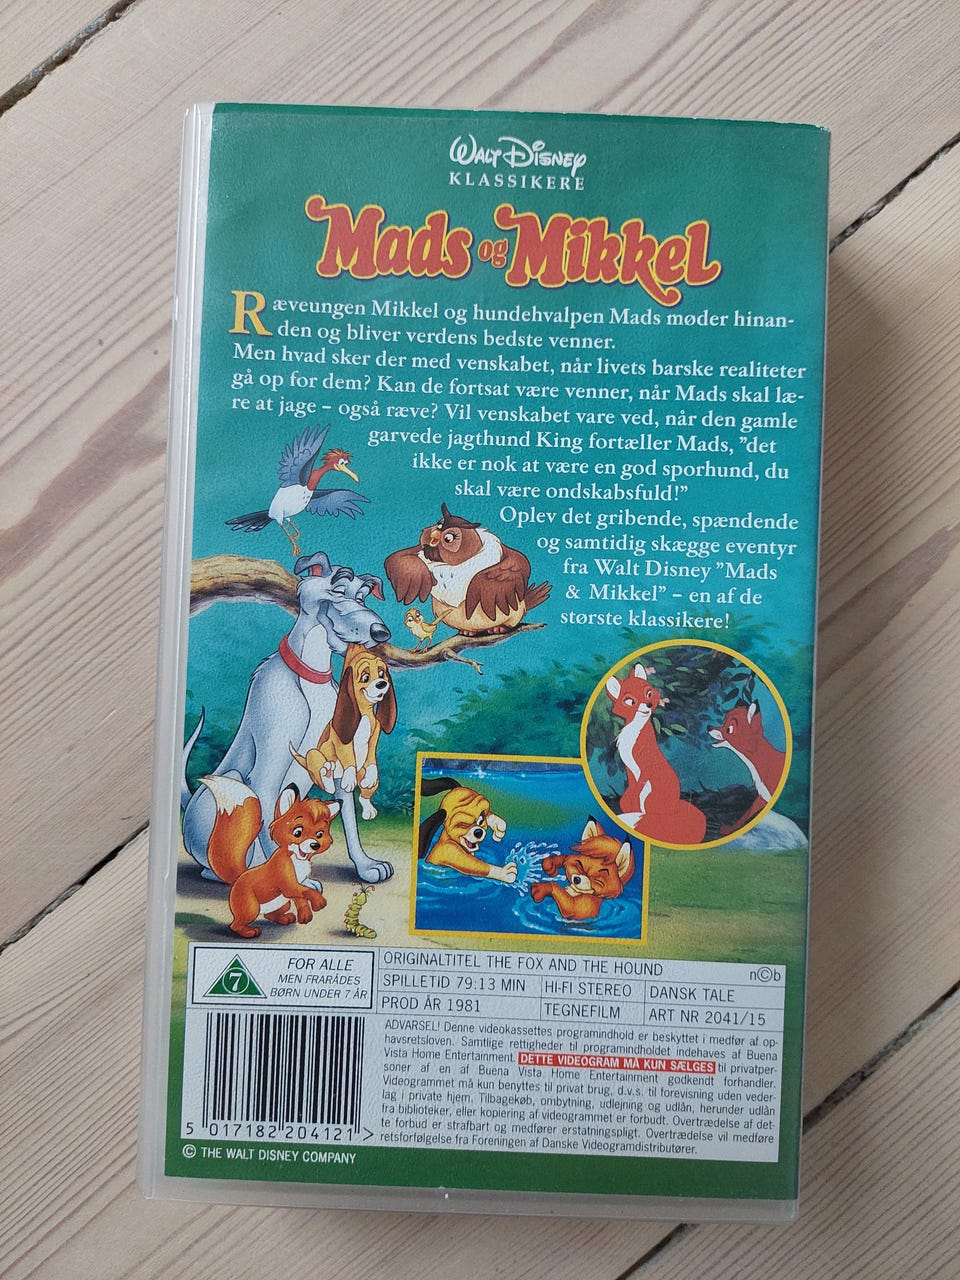 WALT DISNEY
KLASSIKERE
Mads og Mikkel
Ræveungen Mikkel og hundehvalpen Mads møder hinan-
den og bliver verdens bedste venner.
Men hvad sker der med venskabet, når livets barske realiteter
gå op for dem? Kan de fortsat være venner, når Mads skal læ-
re at jage – også ræve? Vil venskabet vare ved, når den gamle
garvede jagthund King fortæller Mads, ”det
ikke er nok at være en god sporhund, du
skal være ondskabsfuld!”
Oplev det gribende, spændende
og samtidig skægge eventyr
fra Walt Disney ”Mads
& Mikkel” – en af de
største klassikere!
7
FOR ALLE
MEN FRARÅDES
BØRN UNDER 7 ÅR
ORIGINALTITEL THE FOX AND THE HOUND
n©b
SPILLETID 79:13 MIN
HI-FI STEREO
DANSK TALE
PROD ÅR 1981
TEGNEFILM
ART NR 2041/15
ADVARSEL! Denne videokassettes programindhold er beskyttet i medfør af op-
havsretsloven. Samtlige rettigheder til programindholdet indehaves af Buena
Vista Home Entertainment. DETTE VIDEOGRAM MÅ KUN SÆLGES til privatper-
soner af en af Buena Vista Home Entertainment godkendt forhandler.
Videogrammet må kun benyttes til privat brug, d.v.s. til forevisning uden veder-
lag i private hjem. Tilbagekøb, ombytning, udlejning og udlån, herunder udlån
fra biblioteker, eller kopiering af videogrammet er forbudt. Overtrædelse af det-
te forbud er strafbart og medfører erstatningspligt. Overtrædelse vil medføre
retsforfølgelse fra Foreningen af Danske Videogramdistributører.
5 017182 204121 >
© THE WALT DISNEY COMPANY